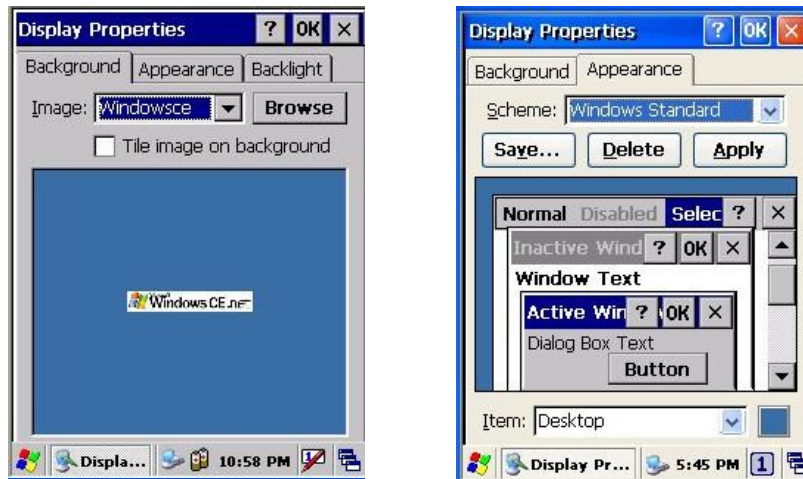 Display Properties ? OK ×
Background Appearance Backlight
Image: Windowsce Browse
Tile image on background
Windows CE .net
Displa... 10:58 PM
Display Properties ? OK ×
Background Appearance
Scheme: Windows Standard
Save... Delete Apply
Normal Disabled Selec ? ×
Inactive Wind ? OK ×
Window Text
Active Win ? OK ×
Dialog Box Text
Button
Item: Desktop
Display Pr... 5:45 PM 1